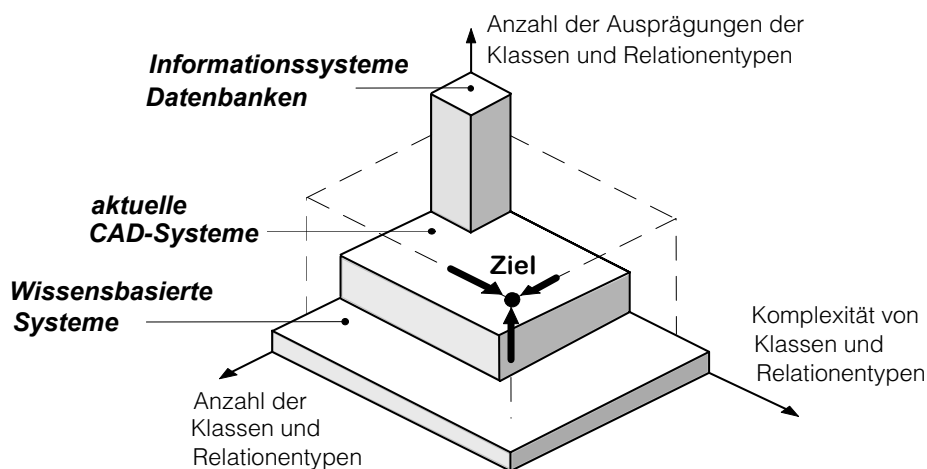 Anzahl der Ausprägungen der
Klassen und Relationentypen
Informationssysteme
Datenbanken
aktuelle
CAD-Systeme
Ziel
Wissensbasierte
Systeme
Komplexität von
Klassen und
Relationentypen
Anzahl der
Klassen und
Relationentypen